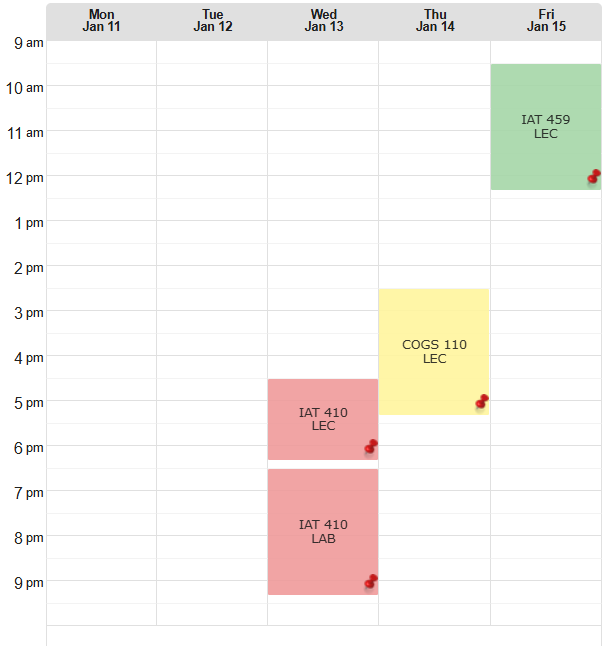 Mon Tue Wed Thu Fri
Jan 11 Jan 12 Jan 13 Jan 14 Jan 15
9 am
10 am
IAT 459
LEC
11 am
12 pm
1 pm
2 pm
3 pm
COGS 110
LEC
4 pm
5 pm
IAT 410
LEC
6 pm
7 pm
IAT 410
LAB
8 pm
9 pm